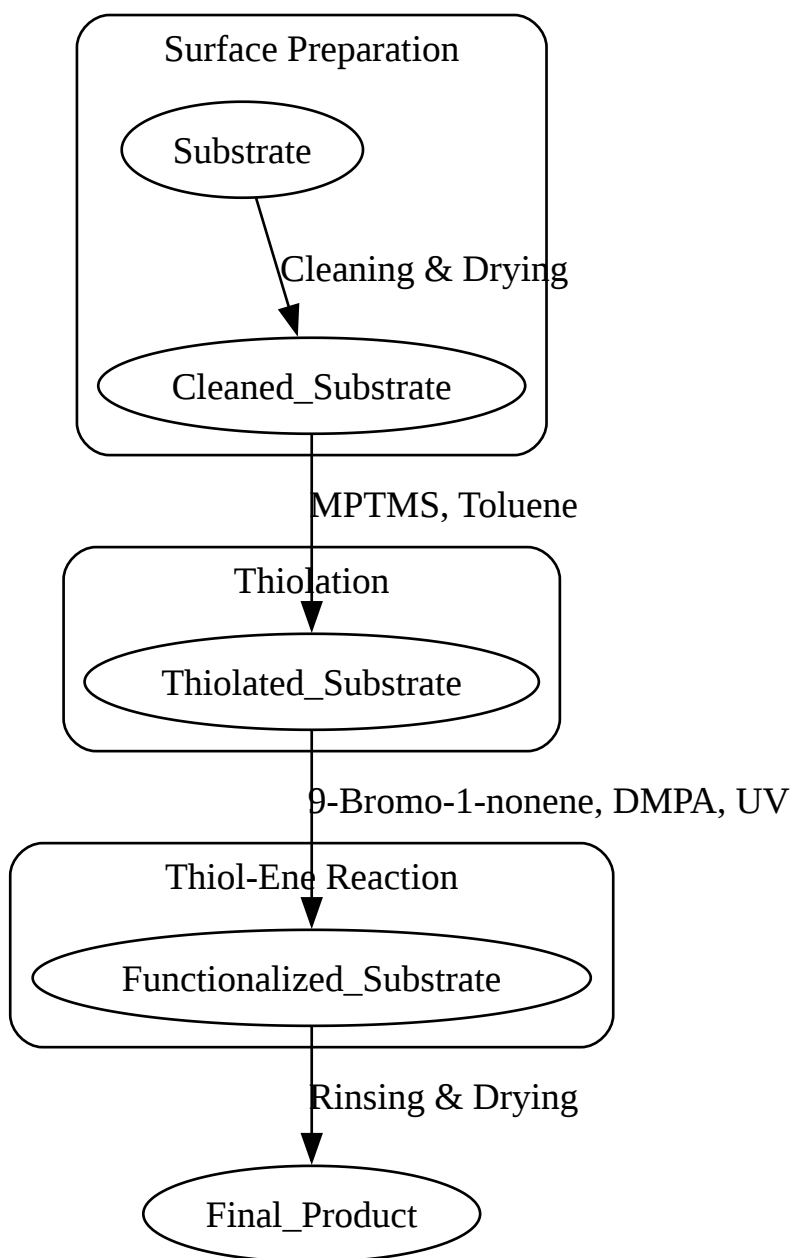 Surface Preparation
Substrate
Cleaning & Drying
Cleaned_Substrate
MPTMS, Toluene
Thiolation
Thiolated_Substrate
9-Bromo-1-nonene, DMPA, UV
Thiol-Ene Reaction
Functionalized_Substrate
Rinsing & Drying
Final_Product